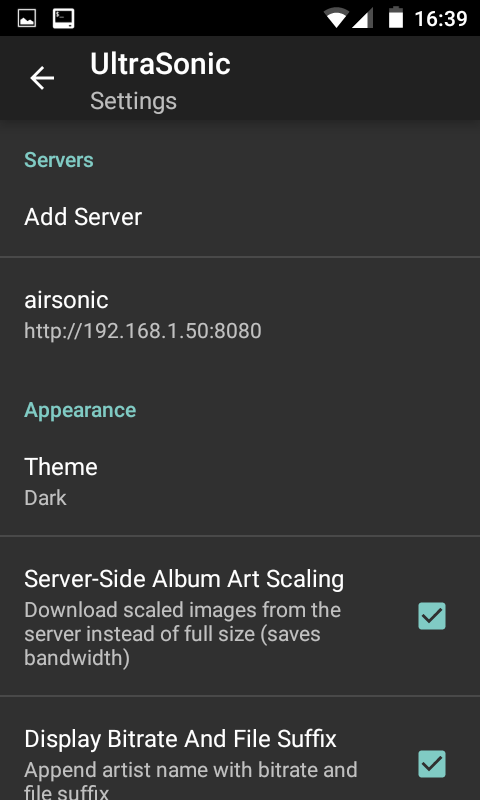 16:39
UltraSonic
Settings
Servers
Add Server
airsonic
http://192.168.1.50:8080
Appearance
Theme
Dark
Server-Side Album Art Scaling
Download scaled images from the
server instead of full size (saves
bandwidth)
Display Bitrate And File Suffix
Append artist name with bitrate and
file suffix